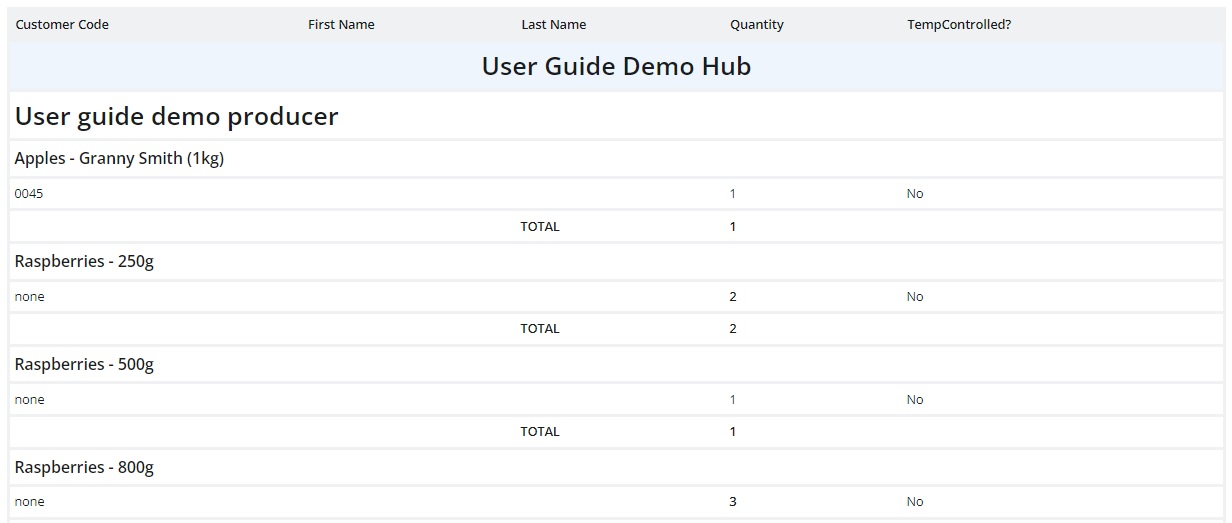 Customer Code First Name Last Name Quantity TempControlled?
User Guide Demo Hub
User guide demo producer
Apples - Granny Smith (1kg)
0045 1 No
TOTAL 1
Raspberries - 250g
none 2 No
TOTAL 2
Raspberries - 500g
none 1 No
TOTAL 1
Raspberries - 800g
none 3 No